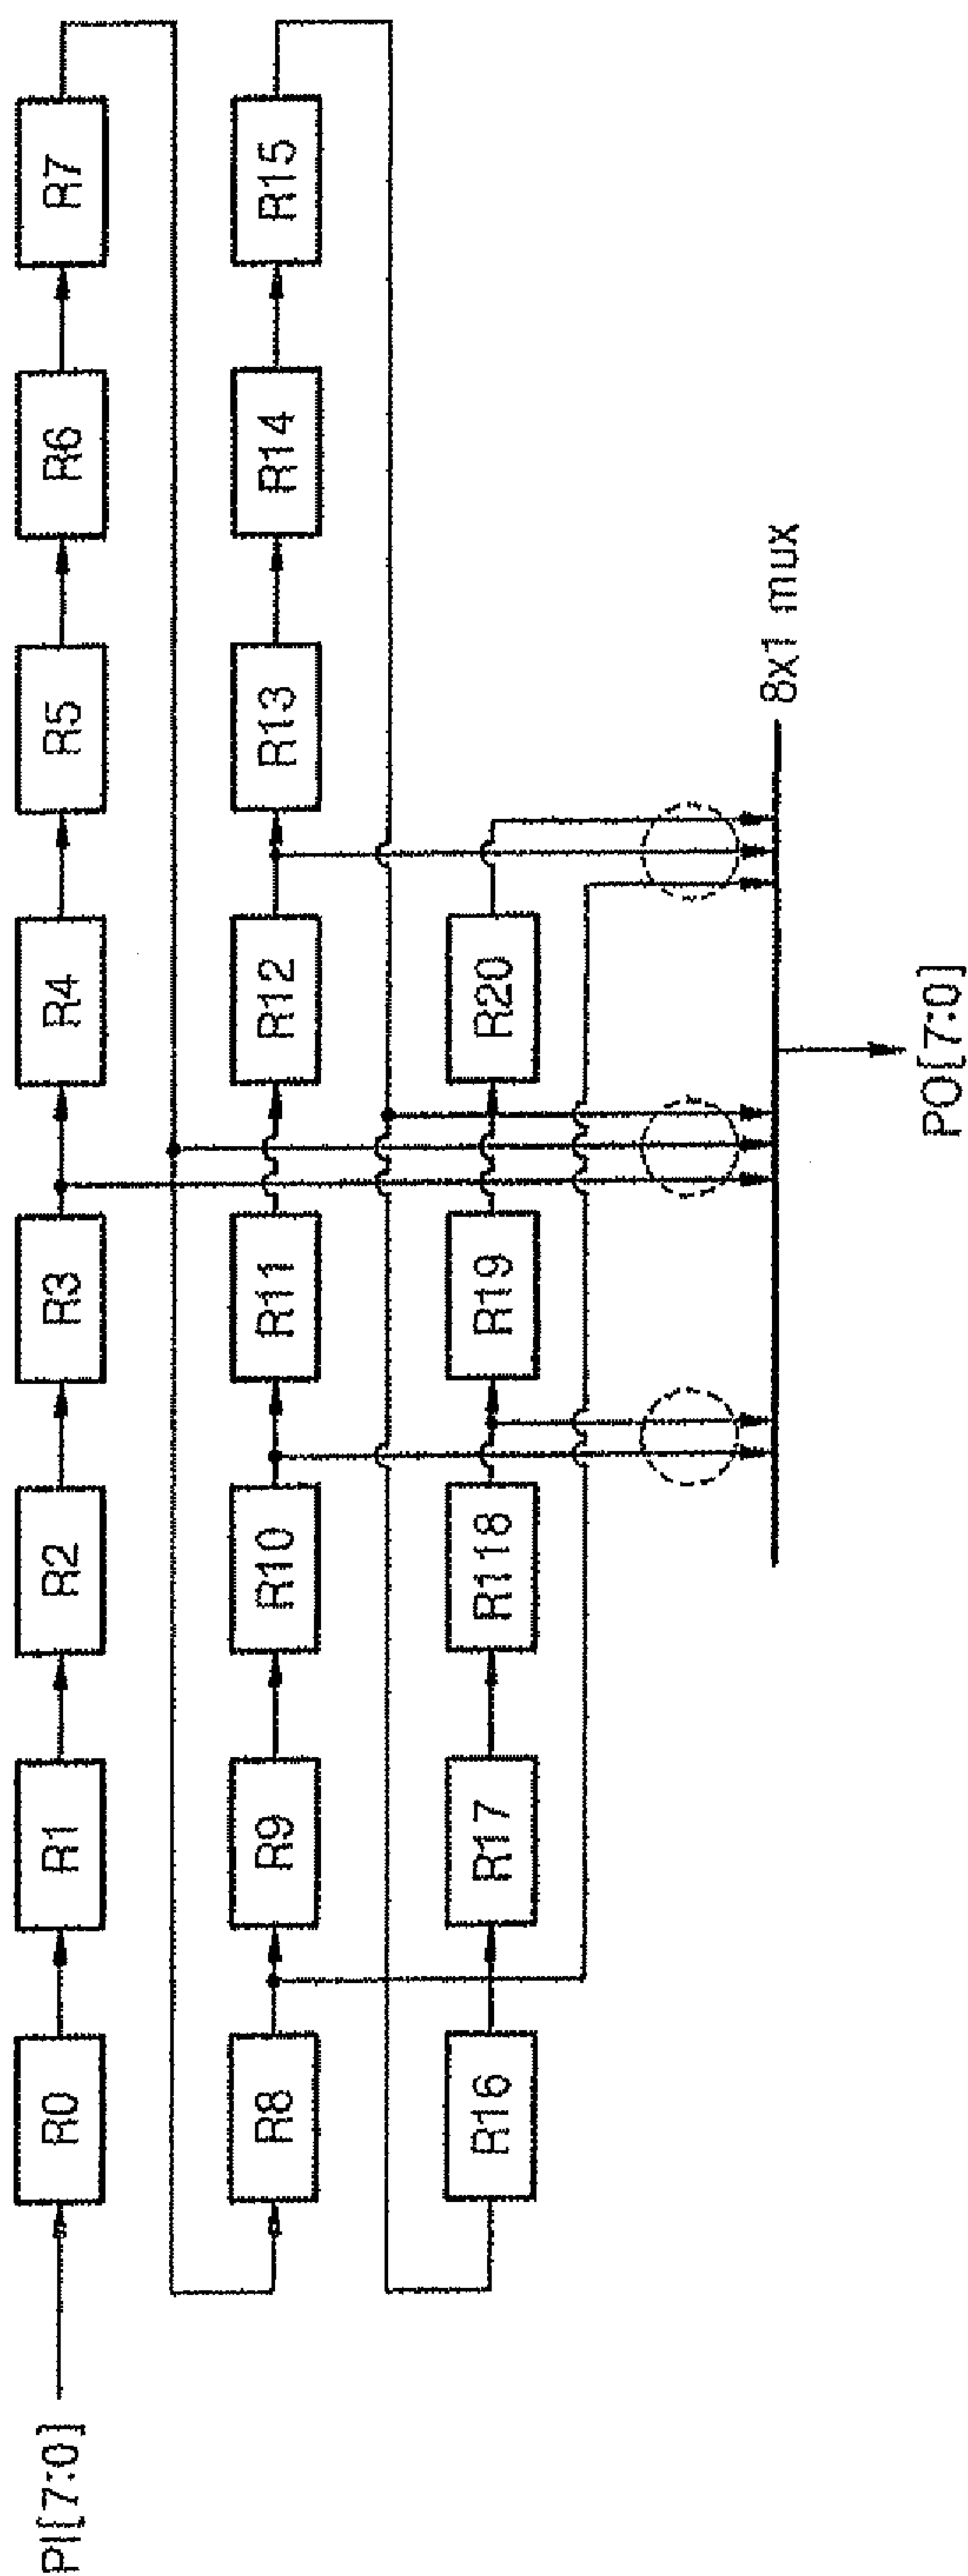 PI[7:0]
R0
R1
R2
R3
R4
R5
R6
R7
R8
R9
R10
R11
R12
R13
R14
R15
R16
R17
R118
R19
R20
8x1 mux
PO[7:0]